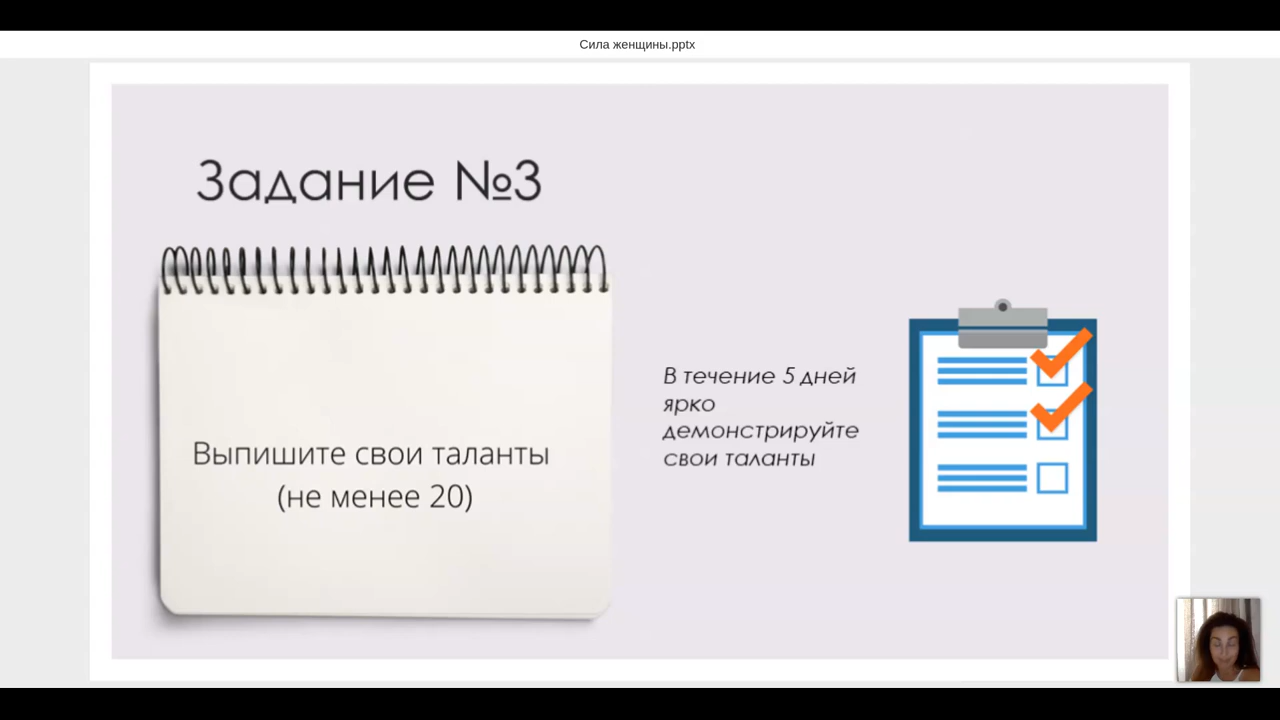 Сила женщины.pptx
Задание №3
Выпишите свои таланты
(не менее 20)
В течение 5 дней
ярко
демонстрируйте
свои таланты